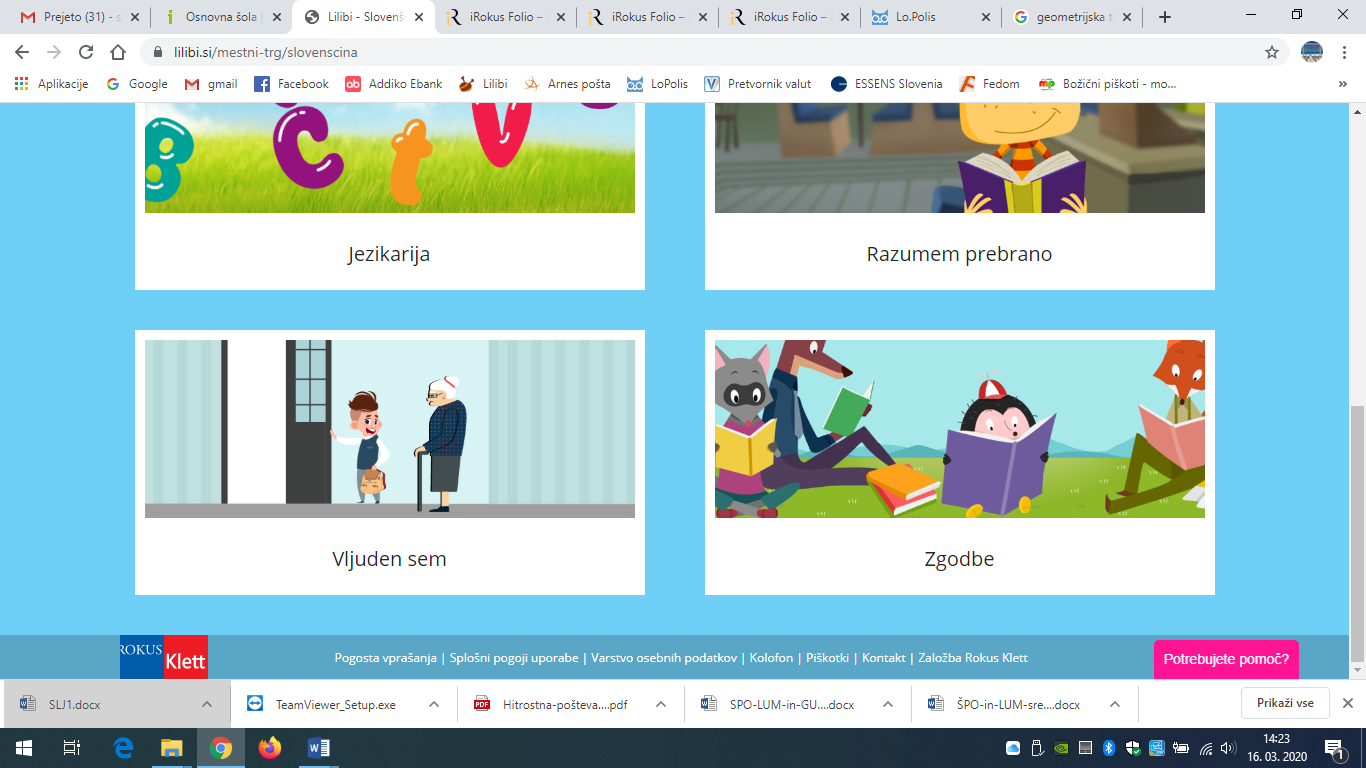 Prejeto (31) - s
Osnovna šola
Lilibi - Slovenš
iRokus Folio –
iRokus Folio –
iRokus Folio –
Lo.Polis
geometrijska t
lilibi.si/mestni-trg/slovenscina
Aplikacije
Google
gmail
Facebook
Addiko Ebank
Lilibi
Arnes pošta
LoPolis
Pretvornik valut
ESSENS Slovenia
Fedom
Božični piškoti - mo...
»
B C I V
Jezikarija
Razumem prebrano
Vljuden sem
Zgodbe
ROKUS Klett
Pogosta vprašanja | Splošni pogoji uporabe | Varstvo osebnih podatkov | Kolofon | Piškotki | Kontakt | Založba Rokus Klett
Potrebujete pomoč?
SLJ1.docx
TeamViewer_Setup.exe
Hitrostna-pošteva....pdf
SPO-LUM-in-GU....docx
ŠPO-in-LUM-sre....docx
Prikaži vse
14:23
16. 03. 2020
1